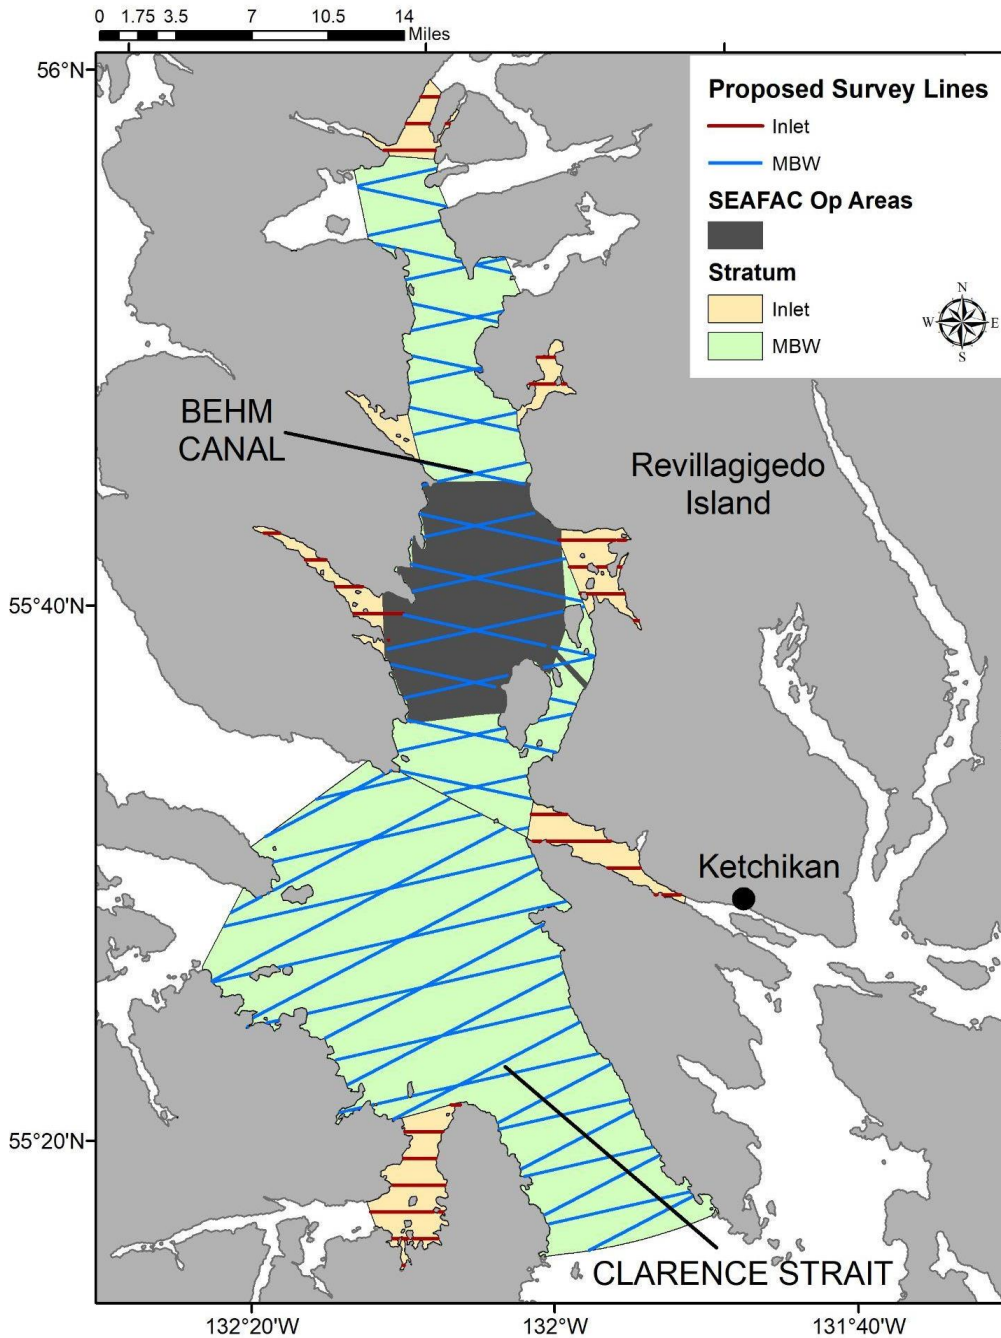 0 1.75 3.5 7 10.5 14
Miles
56°N
Proposed Survey Lines
Inlet
MBW
SEAFAC Op Areas
Stratum
Inlet
MBW
N
W E
S
BEHM
CANAL
Revillagigedo
Island
55°40'N
Ketchikan
55°20'N
CLARENCE STRAIT
132°20'W 132°W 131°40'W